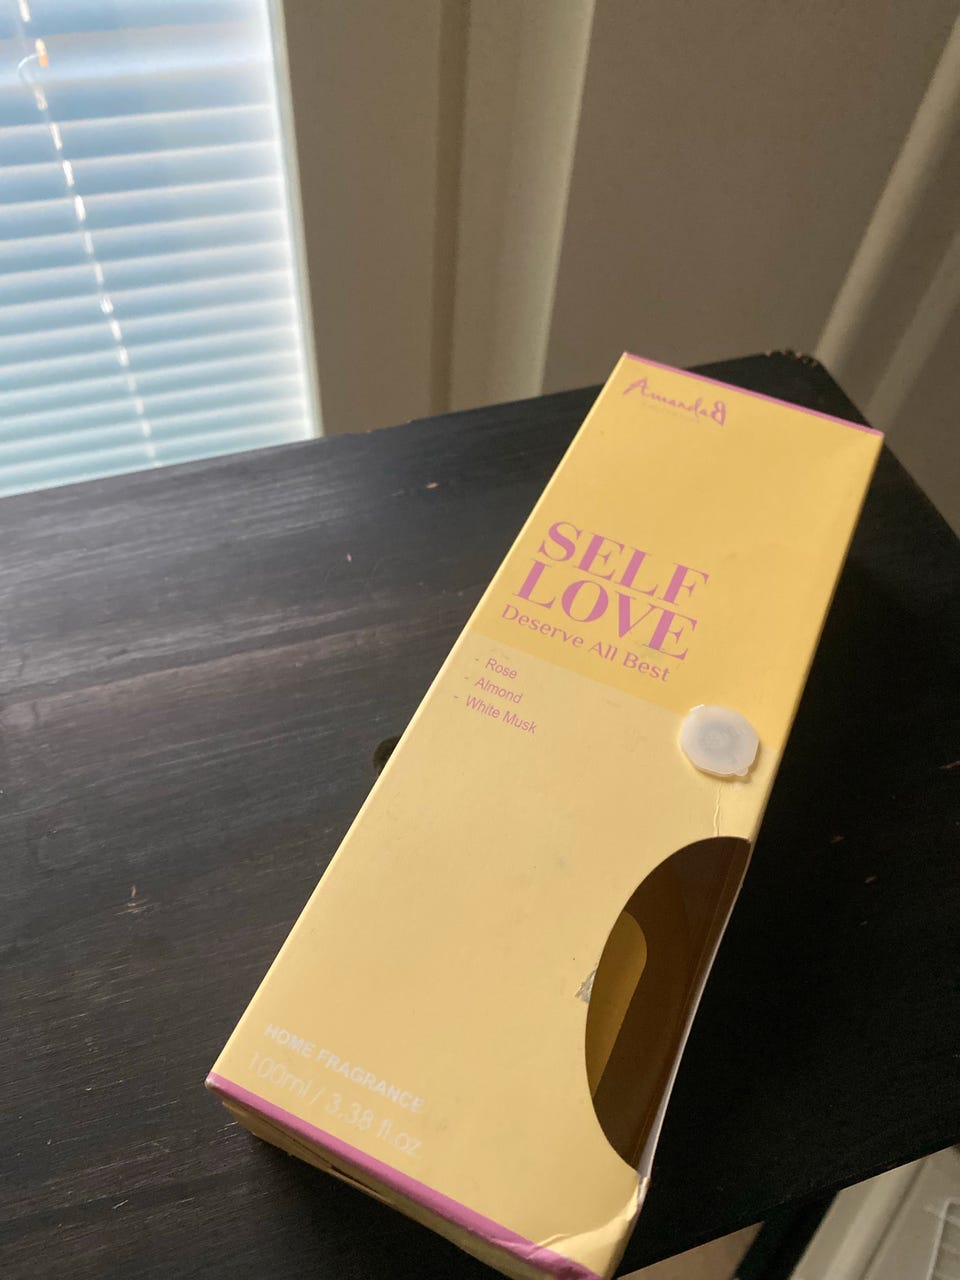 AmandaB
SELF
LOVE
Deserve All Best
- Rose
- Almond
- White Musk
HOME FRAGRANCE
100ml / 3.38 fl.oz